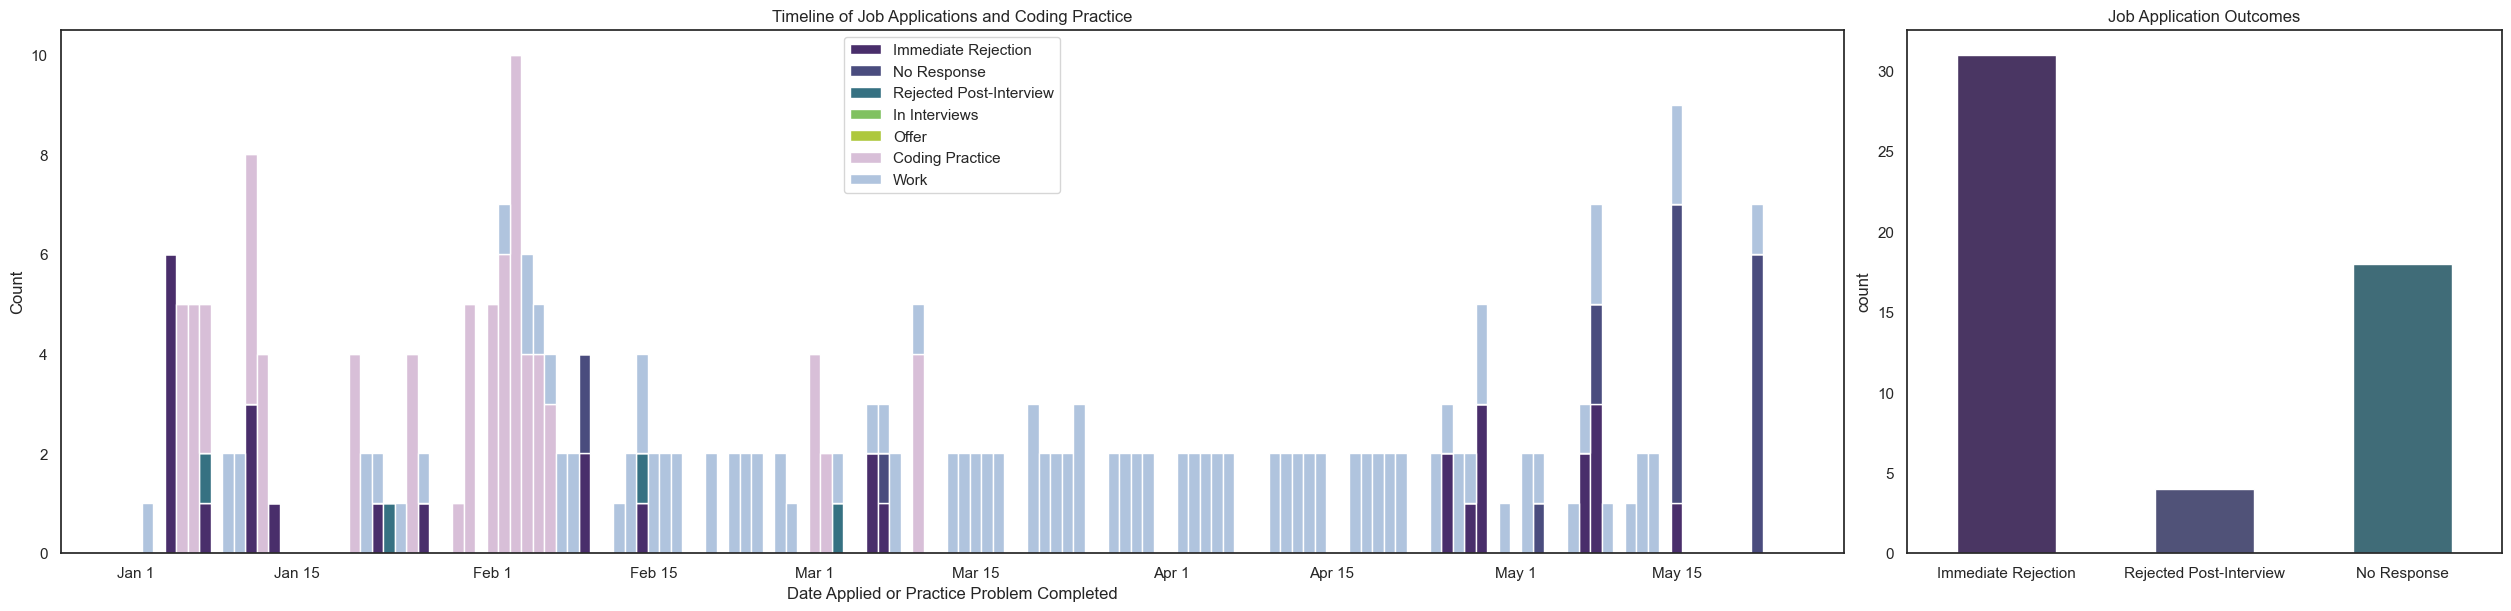 Timeline of Job Applications and Coding Practice
Count
10
8
6
4
2
0
Immediate Rejection
No Response
Rejected Post-Interview
In Interviews
Offer
Coding Practice
Work
Jan 1
Jan 15
Feb 1
Feb 15
Mar 1
Mar 15
Apr 1
Apr 15
May 1
May 15
Date Applied or Practice Problem Completed
Job Application Outcomes
count
30
25
20
15
10
5
0
Immediate Rejection
Rejected Post-Interview
No Response